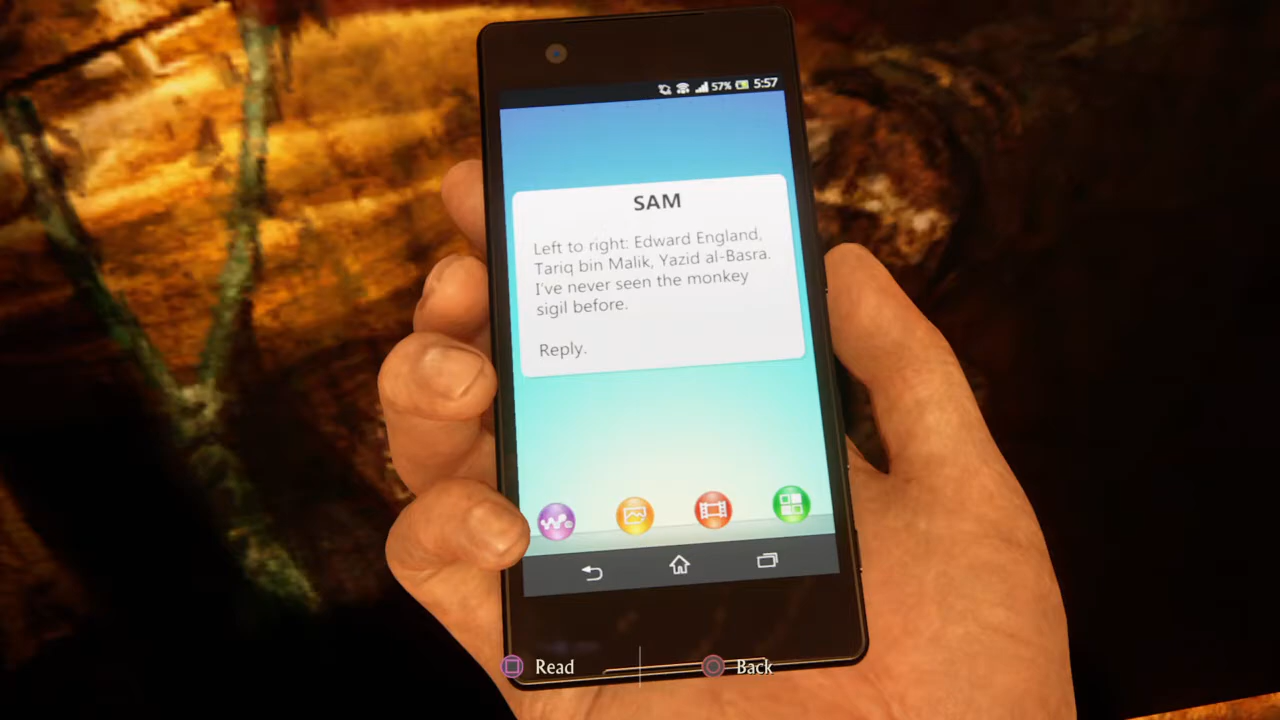 57% 5:57
SAM
Left to right: Edward England,
Tariq bin Malik, Yazid al-Basra.
I've never seen the monkey
sigil before.
Reply.
Read Back